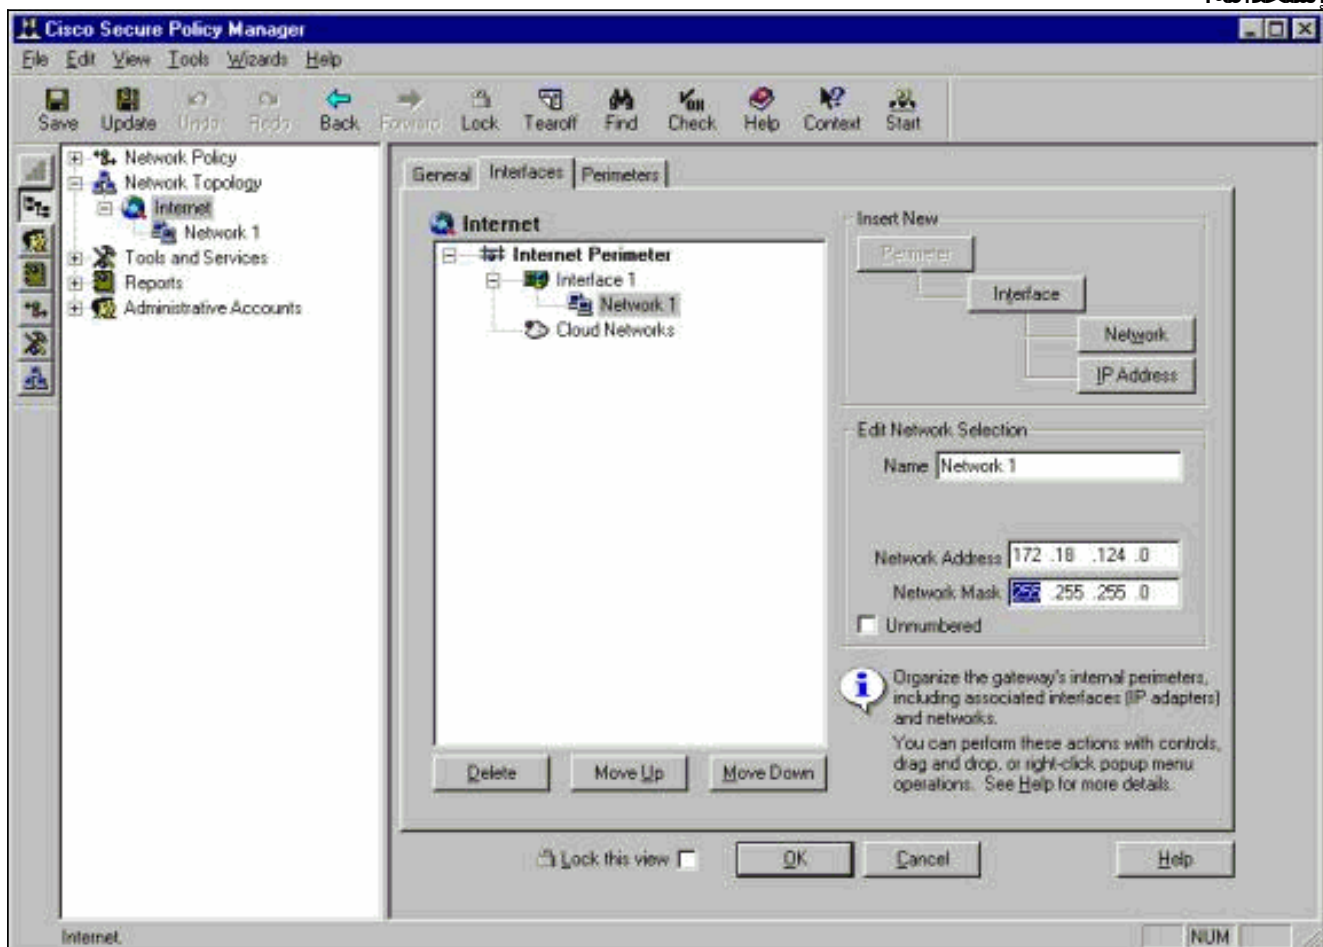 Cisco Secure Policy Manager
File Edit View Tools Wizards Help
Save Update Undo Redo Back Forward Lock Tearoff Find Check Help Context Start
Network Policy
Network Topology
Internet
Network 1
Tools and Services
Reports
Administrative Accounts
General Interfaces Perimeters
Internet
Internet Perimeter
Interface 1
Network 1
Cloud Networks
Delete Move Up Move Down
Insert New
Perimeter
Interface
Network
IP Address
Edit Network Selection
Name Network 1
Network Address 172 .18 .124 .0
Network Mask 255 .255 .255 .0
Unnumbered
Organize the gateway's internal perimeters,
including associated interfaces (IP adapters)
and networks.
You can perform these actions with controls,
drag and drop, or right-click popup menu
operations. See Help for more details.
Lock this view OK Cancel Help
Internet. NUM